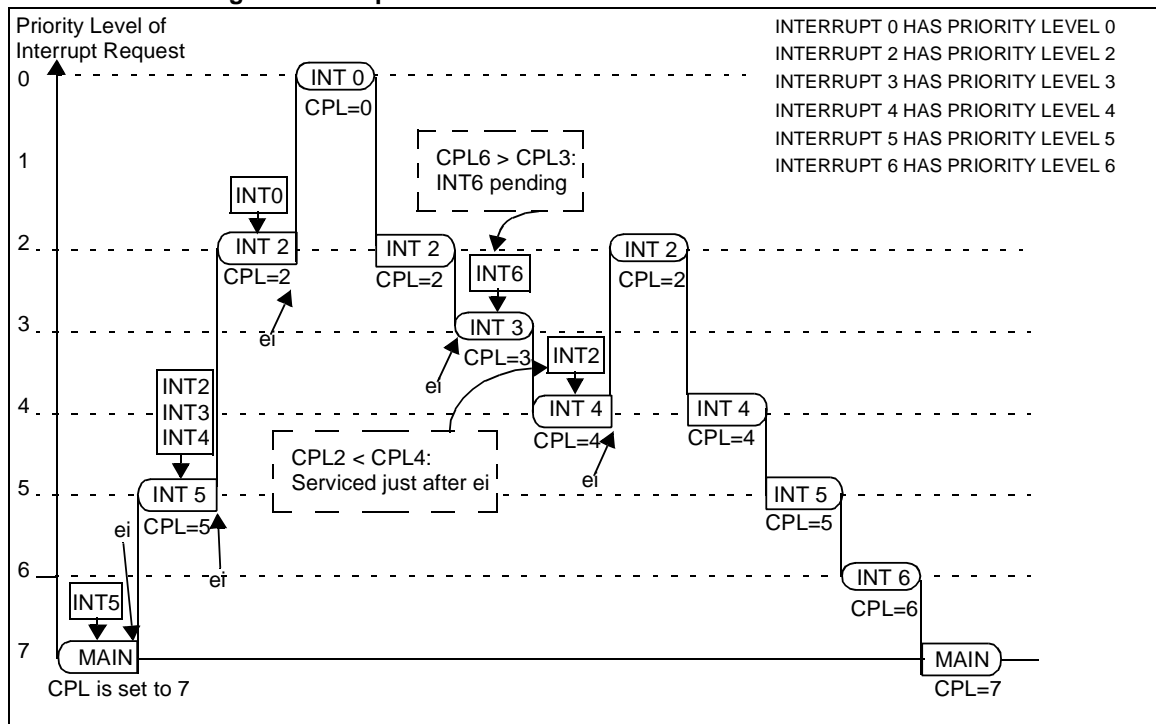 Priority Level of
Interrupt Request
INTERRUPT 0 HAS PRIORITY LEVEL 0
INTERRUPT 2 HAS PRIORITY LEVEL 2
INTERRUPT 3 HAS PRIORITY LEVEL 3
INTERRUPT 4 HAS PRIORITY LEVEL 4
INTERRUPT 5 HAS PRIORITY LEVEL 5
INTERRUPT 6 HAS PRIORITY LEVEL 6
0
INT 0
CPL=0
1
CPL6 > CPL3:
INT6 pending
INT0
2
INT 2
CPL=2
INT 2
CPL=2
INT6
INT 2
CPL=2
ei
3
INT 3
CPL=3
ei
INT2
INT2
INT3
INT4
4
INT 4
CPL=4
ei
INT 4
CPL=4
CPL2 < CPL4:
Serviced just after ei
5
INT 5
CPL=5
ei
ei
INT 5
CPL=5
6
INT5
INT 6
CPL=6
7
MAIN
CPL is set to 7
MAIN
CPL=7